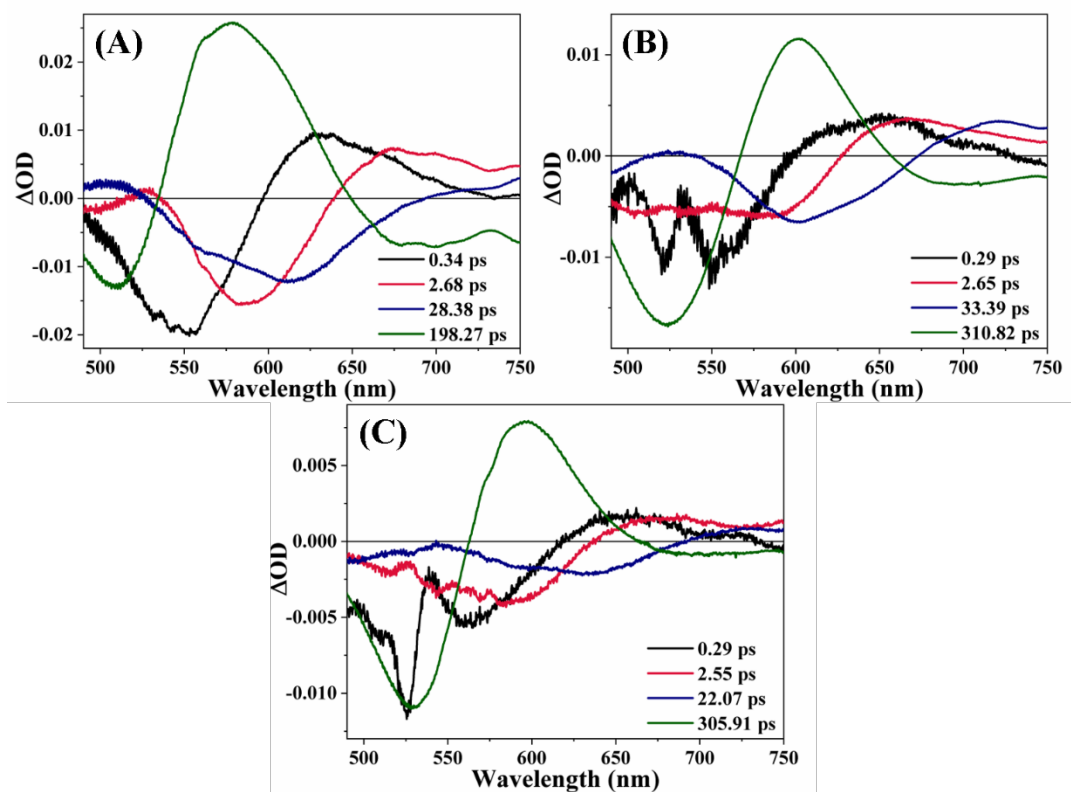 (A)
0.02
0.01
0.00
-0.01
-0.02
ΔOD
500 550 600 650 700 750
Wavelength (nm)
0.34 ps
2.68 ps
28.38 ps
198.27 ps
(B)
0.01
0.00
-0.01
ΔOD
500 550 600 650 700 750
Wavelength (nm)
0.29 ps
2.65 ps
33.39 ps
310.82 ps
(C)
0.005
0.000
-0.005
-0.010
ΔOD
500 550 600 650 700 750
Wavelength (nm)
0.29 ps
2.55 ps
22.07 ps
305.91 ps